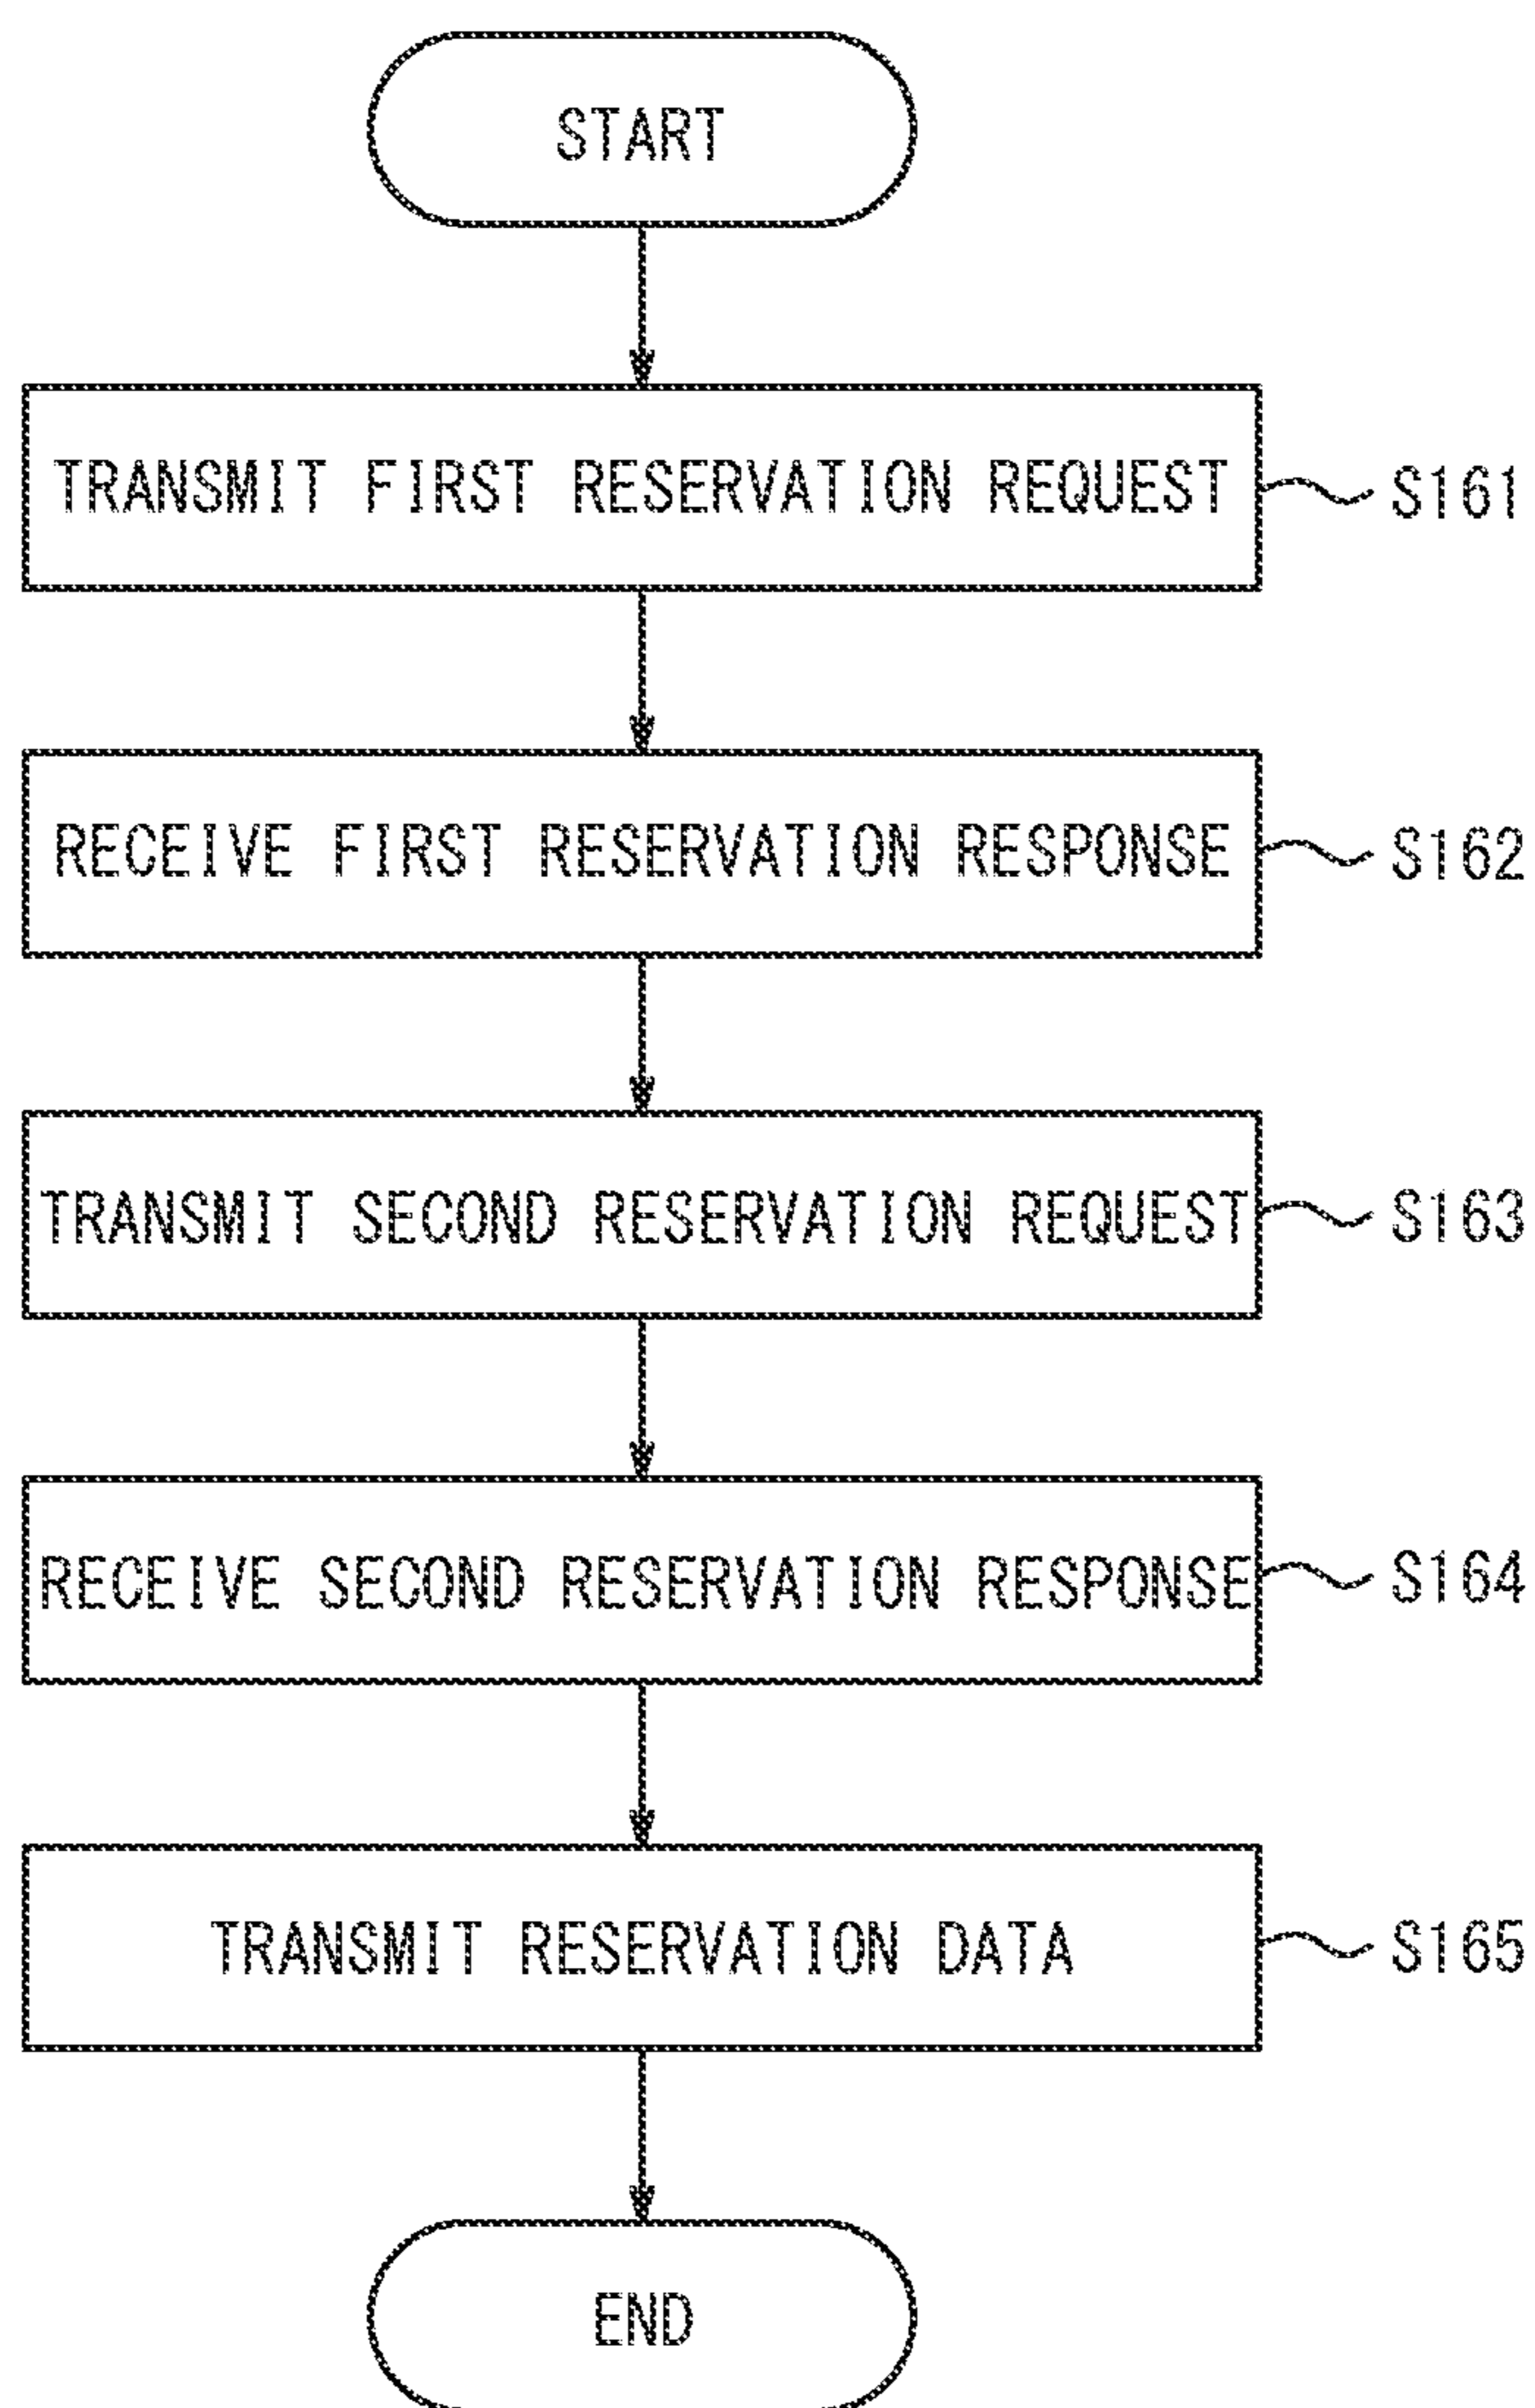 START
TRANSMIT FIRST RESERVATION REQUEST S161
RECEIVE FIRST RESERVATION RESPONSE S162
TRANSMIT SECOND RESERVATION REQUEST S163
RECEIVE SECOND RESERVATION RESPONSE S164
TRANSMIT RESERVATION DATA S165
END